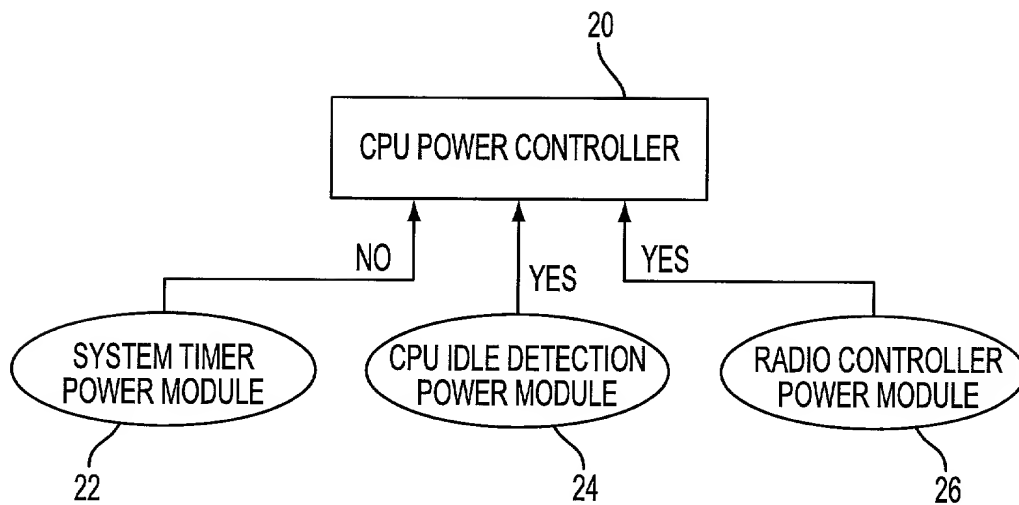 20
CPU POWER CONTROLLER
NO
YES
YES
SYSTEM TIMER
POWER MODULE
CPU IDLE DETECTION
POWER MODULE
RADIO CONTROLLER
POWER MODULE
22
24
26